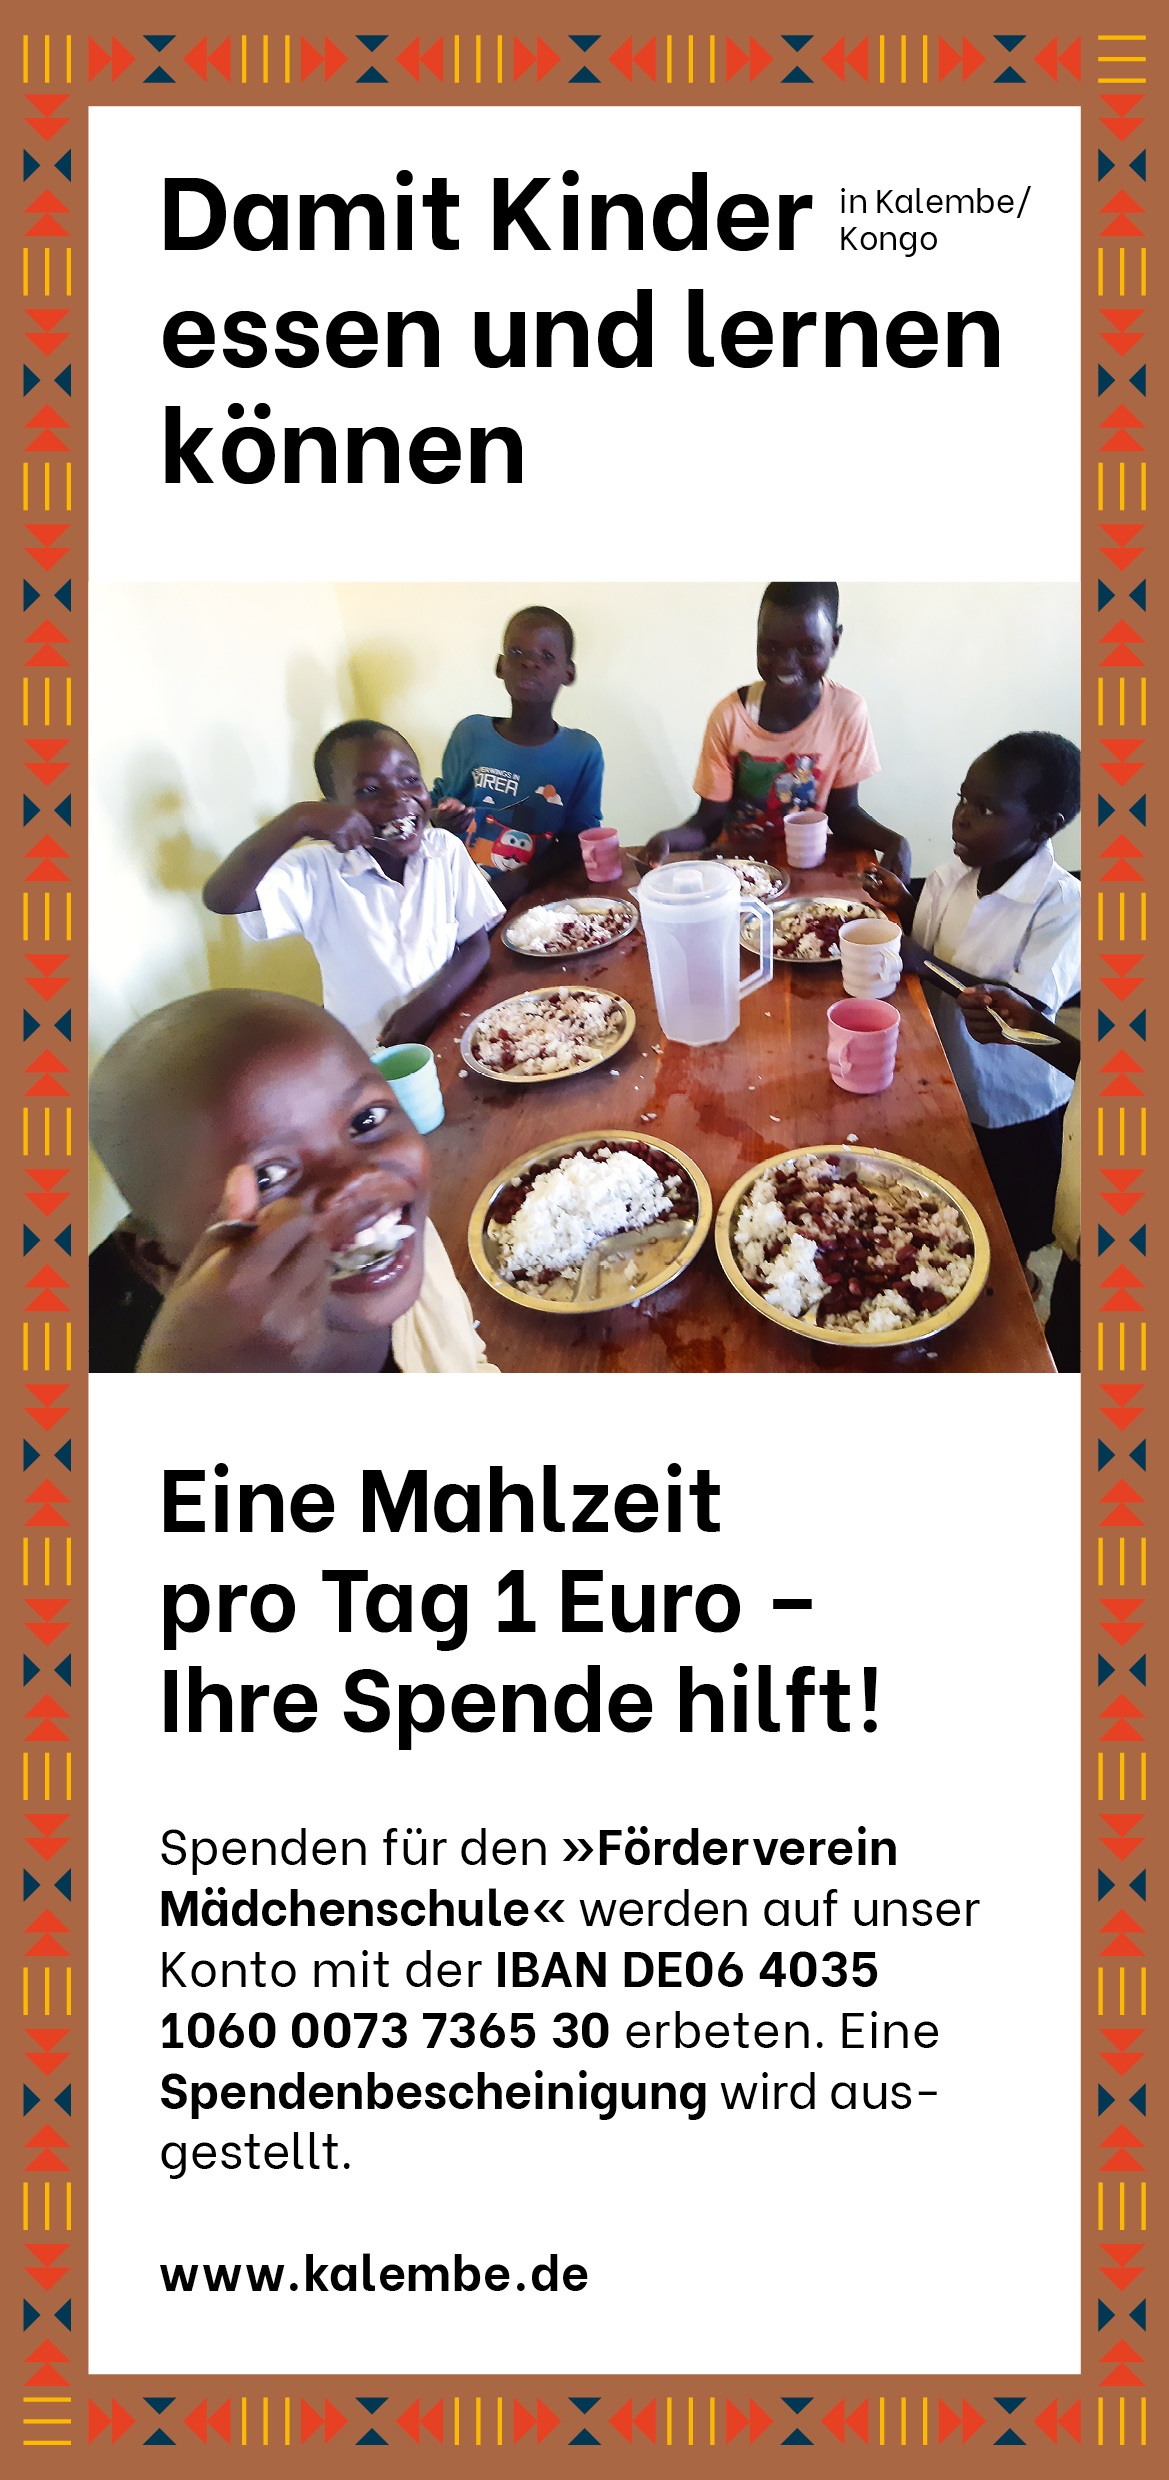 Damit Kinder in Kalembe/
Kongo
essen und lernen
können
KOREA
Eine Mahlzeit
pro Tag 1 Euro –
Ihre Spende hilft!
Spenden für den »Förderverein
Mädchenschule« werden auf unser
Konto mit der IBAN DE06 4035
1060 0073 7365 30 erbeten. Eine
Spendenbescheinigung wird aus-
gestellt.
www.kalembe.de